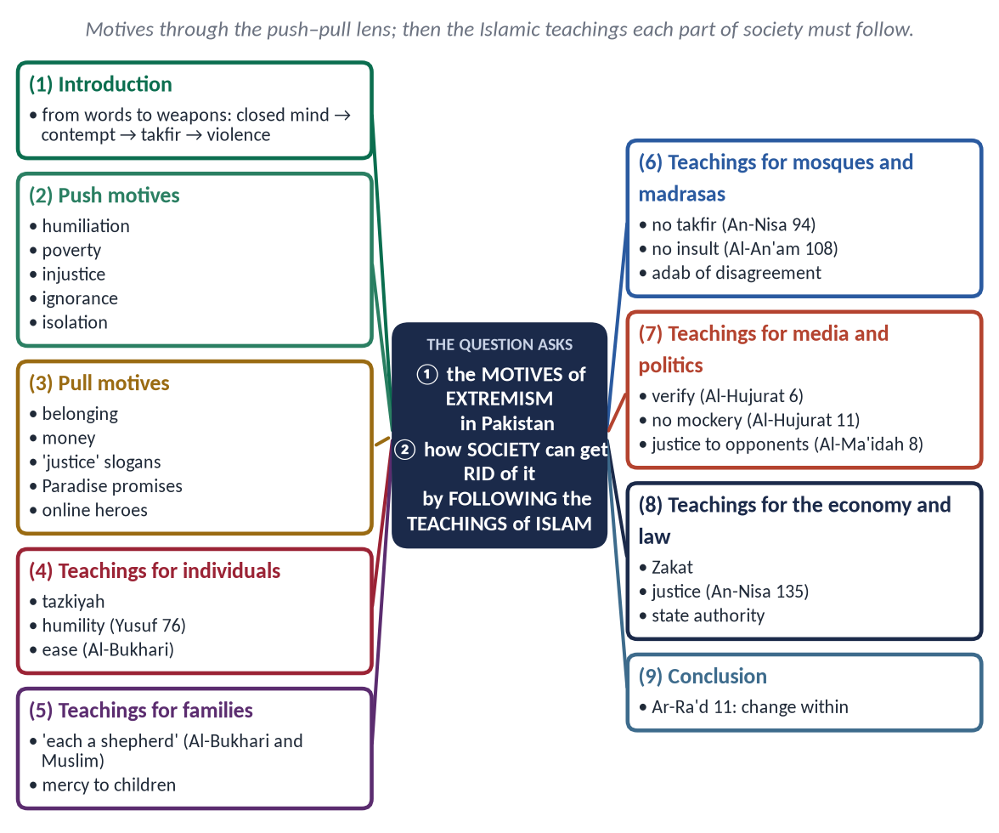 Motives through the push–pull lens; then the Islamic teachings each part of society must follow.
(1) Introduction
• from words to weapons: closed mind →
contempt → takfir → violence
(2) Push motives
• humiliation
• poverty
• injustice
• ignorance
• isolation
(3) Pull motives
• belonging
• money
• 'justice' slogans
• Paradise promises
• online heroes
(4) Teachings for individuals
• tazkiyah
• humility (Yusuf 76)
• ease (Al-Bukhari)
(5) Teachings for families
• 'each a shepherd' (Al-Bukhari and
Muslim)
• mercy to children
THE QUESTION ASKS
① the MOTIVES of
EXTREMISM
in Pakistan
② how SOCIETY can get
RID of it
by FOLLOWING the
TEACHINGS of ISLAM
(6) Teachings for mosques and
madrasas
• no takfir (An-Nisa 94)
• no insult (Al-An'am 108)
• adab of disagreement
(7) Teachings for media and
politics
• verify (Al-Hujurat 6)
• no mockery (Al-Hujurat 11)
• justice to opponents (Al-Ma'idah 8)
(8) Teachings for the economy and
law
• Zakat
• justice (An-Nisa 135)
• state authority
(9) Conclusion
• Ar-Ra'd 11: change within